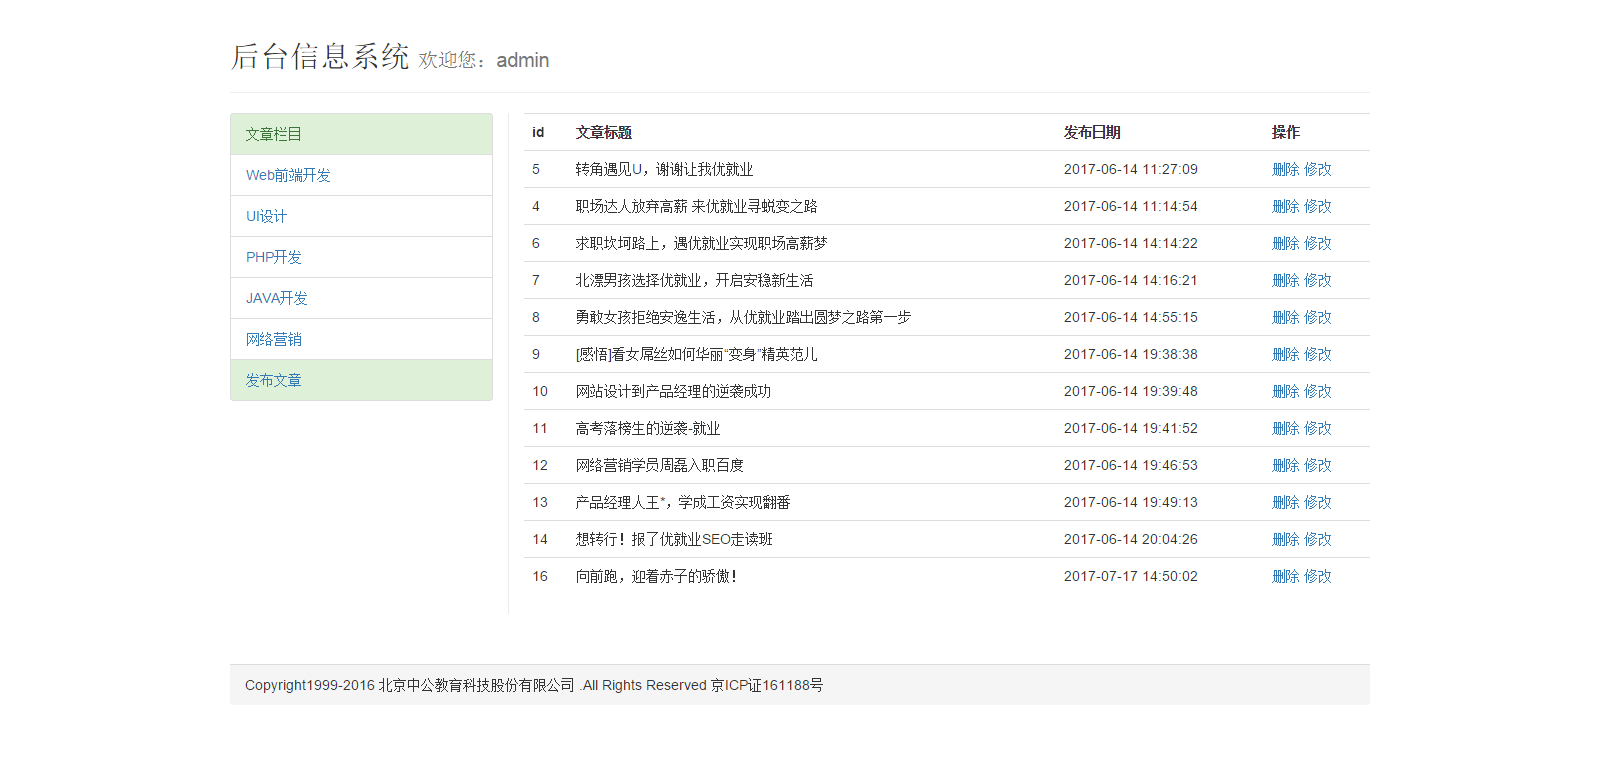 后台信息系统 欢迎您：admin
文章栏目
Web前端开发
UI设计
PHP开发
JAVA开发
网络营销
发布文章
id 文章标题 发布日期 操作
5 转角遇见U，谢谢让我优就业 2017-06-14 11:27:09 删除 修改
4 职场达人放弃高薪 来优就业寻蜕变之路 2017-06-14 11:14:54 删除 修改
6 求职坎坷路上，遇优就业实现职场高薪梦 2017-06-14 14:14:22 删除 修改
7 北漂男孩选择优就业，开启安稳新生活 2017-06-14 14:16:21 删除 修改
8 勇敢女孩拒绝安逸生活，从优就业踏出圆梦之路第一步 2017-06-14 14:55:15 删除 修改
9 [感悟]看女屌丝如何华丽“变身”精英范儿 2017-06-14 19:38:38 删除 修改
10 网站设计到产品经理的逆袭成功 2017-06-14 19:39:48 删除 修改
11 高考落榜生的逆袭-就业 2017-06-14 19:41:52 删除 修改
12 网络营销学员周磊入职百度 2017-06-14 19:46:53 删除 修改
13 产品经理人王*，学成工资实现翻番 2017-06-14 19:49:13 删除 修改
14 想转行！报了优就业SEO走读班 2017-06-14 20:04:26 删除 修改
16 向前跑，迎着赤子的骄傲！ 2017-07-17 14:50:02 删除 修改
Copyright1999-2016 北京中公教育科技股份有限公司 .All Rights Reserved 京ICP证161188号